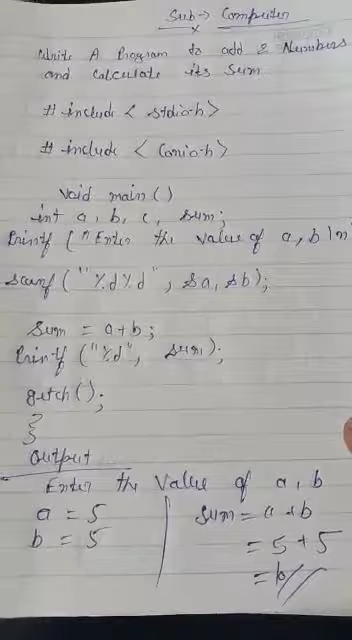 Sub → Computer
Write A Program to add 2 Numbers
and Calculate its Sum
# include < stdio.h>
# include < Conio.h>
Void main ()
int a, b, c, sum;
Printf ("Enter the value of a, b \n
scanf ("%d%d", &a, &b);
Sum = a+b;
Printf ("%d", sum);
getch ();
}
Output
Enter the Value of a, b
a = 5 | Sum = a+b
b = 5 | = 5+5
= 10//